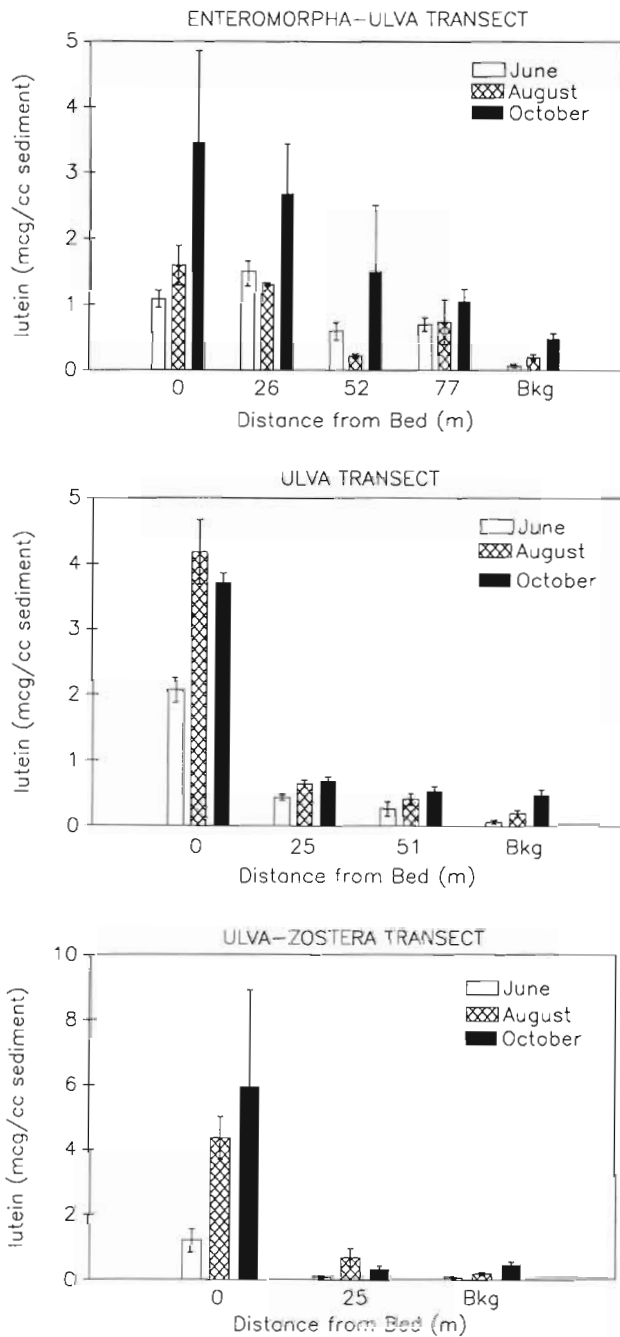 ENTEROMORPHA-ULVA TRANSECT
5
4
3
2
1
0
lutein (mcg/cc sediment)
June
August
October
0 26 52 77 Bkg
Distance from Bed (m)
ULVA TRANSECT
5
4
3
2
1
0
lutein (mcg/cc sediment)
June
August
October
0 25 51 Bkg
Distance from Bed (m)
ULVA-ZOSTERA TRANSECT
10
8
6
4
2
0
lutein (mcg/cc sediment)
June
August
October
0 25 Bkg
Distance from Bed (m)